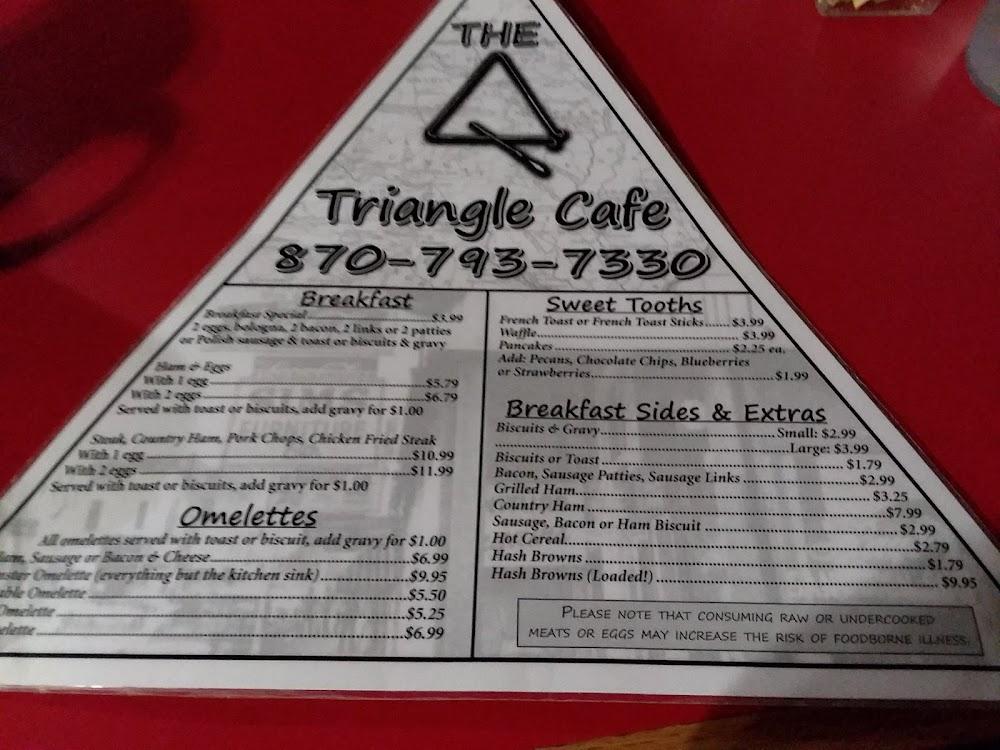 THE
Triangle Cafe
870-793-7330
Breakfast
Breakfast Special $3.99
2 eggs, bologna, 2 bacon, 2 links or 2 patties
or Polish sausage & toast or biscuits & gravy
Ham & Eggs
With 1 egg $5.79
With 2 eggs $6.79
Served with toast or biscuits, add gravy for $1.00
Steak, Country Ham, Pork Chops, Chicken Fried Steak
With 1 egg $10.99
With 2 eggs $11.99
Served with toast or biscuits, add gravy for $1.00
Omelettes
All omelettes served with toast or biscuit, add gravy for $1.00
Sausage or Bacon & Cheese $6.99
Omelette (everything but the kitchen sink) $9.95
Omelette $5.50
Omelette $5.25
$6.99
Sweet Tooths
French Toast or French Toast Sticks $3.99
Waffle $3.99
Pancakes $2.25 ea.
Add: Pecans, Chocolate Chips, Blueberries
or Strawberries $1.99
Breakfast Sides & Extras
Biscuits & Gravy Small: $2.99
Large: $3.99
Biscuits or Toast $1.79
Bacon, Sausage Patties, Sausage Links $2.99
Grilled Ham $3.25
Country Ham $7.99
Sausage, Bacon or Ham Biscuit $2.99
Hot Cereal $2.79
Hash Browns $1.79
Hash Browns (Loaded!) $9.95
PLEASE NOTE THAT CONSUMING RAW OR UNDERCOOKED
MEATS OR EGGS MAY INCREASE THE RISK OF FOODBORNE ILLNESS.